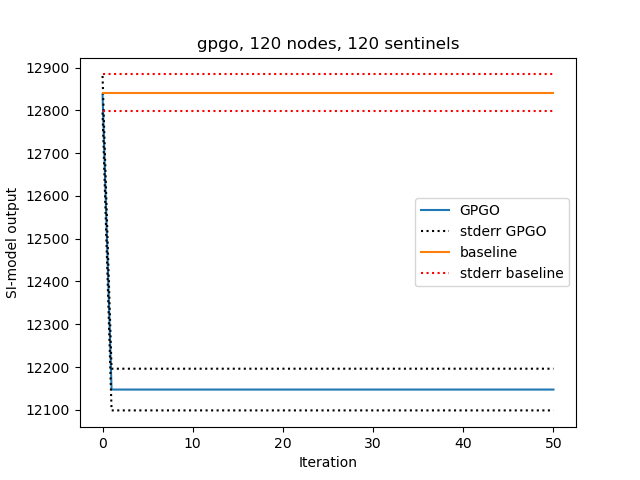 gpgo, 120 nodes, 120 sentinels
12900
12800
12700
12600
12500
12400
12300
12200
12100
SI-model output
GPGO
stderr GPGO
baseline
stderr baseline
0 10 20 30 40 50
Iteration